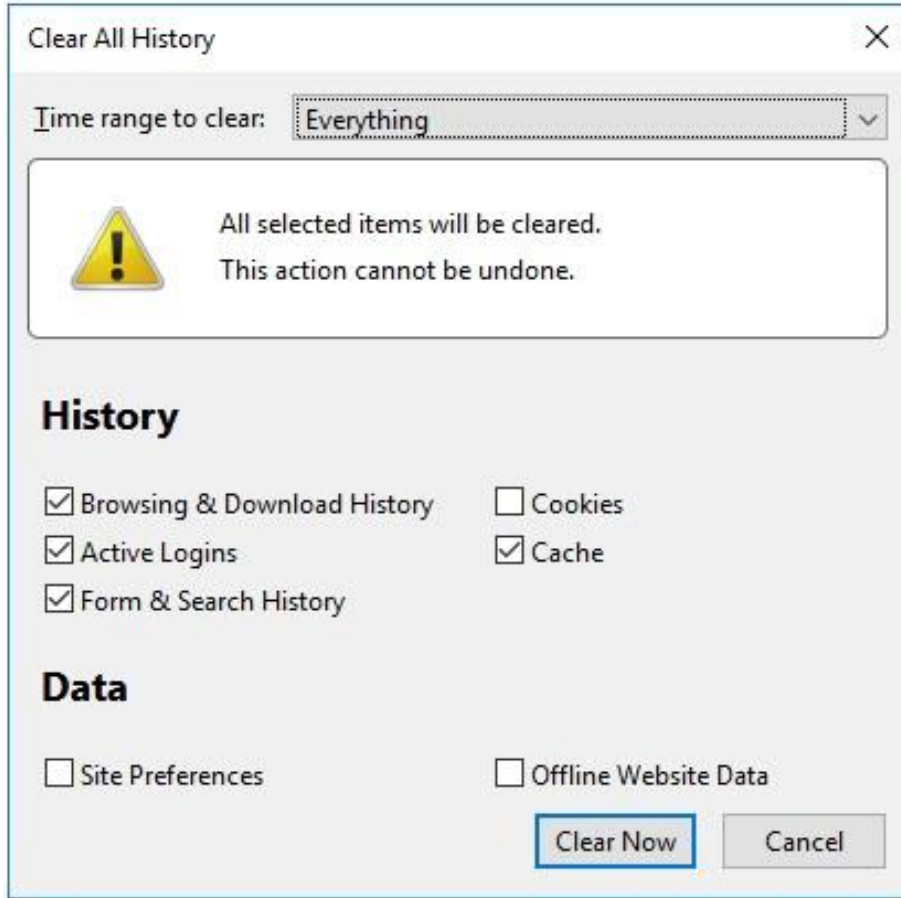 Clear All History
Time range to clear: Everything
All selected items will be cleared.
This action cannot be undone.
History
Browsing & Download History Cookies
Active Logins Cache
Form & Search History
Data
Site Preferences Offline Website Data
Clear Now Cancel